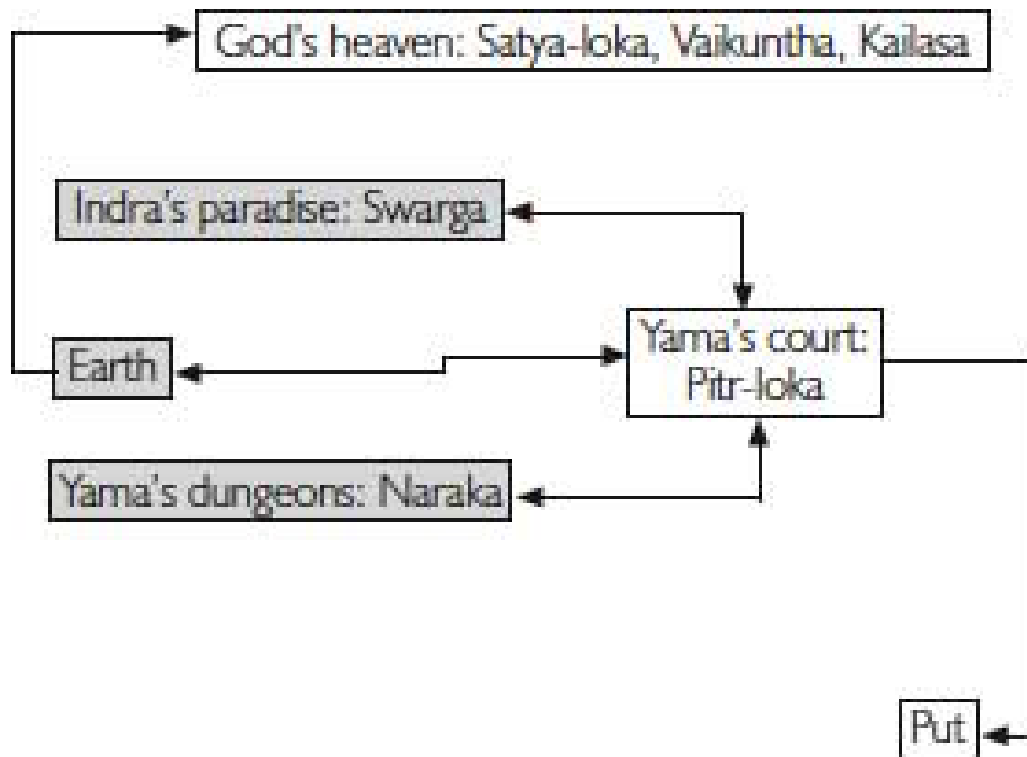 God's heaven: Satya-loka, Vaikuntha, Kailasa
Indra's paradise: Swarga
Yama's court:
Pitr-loka
Earth
Yama's dungeons: Naraka
Put